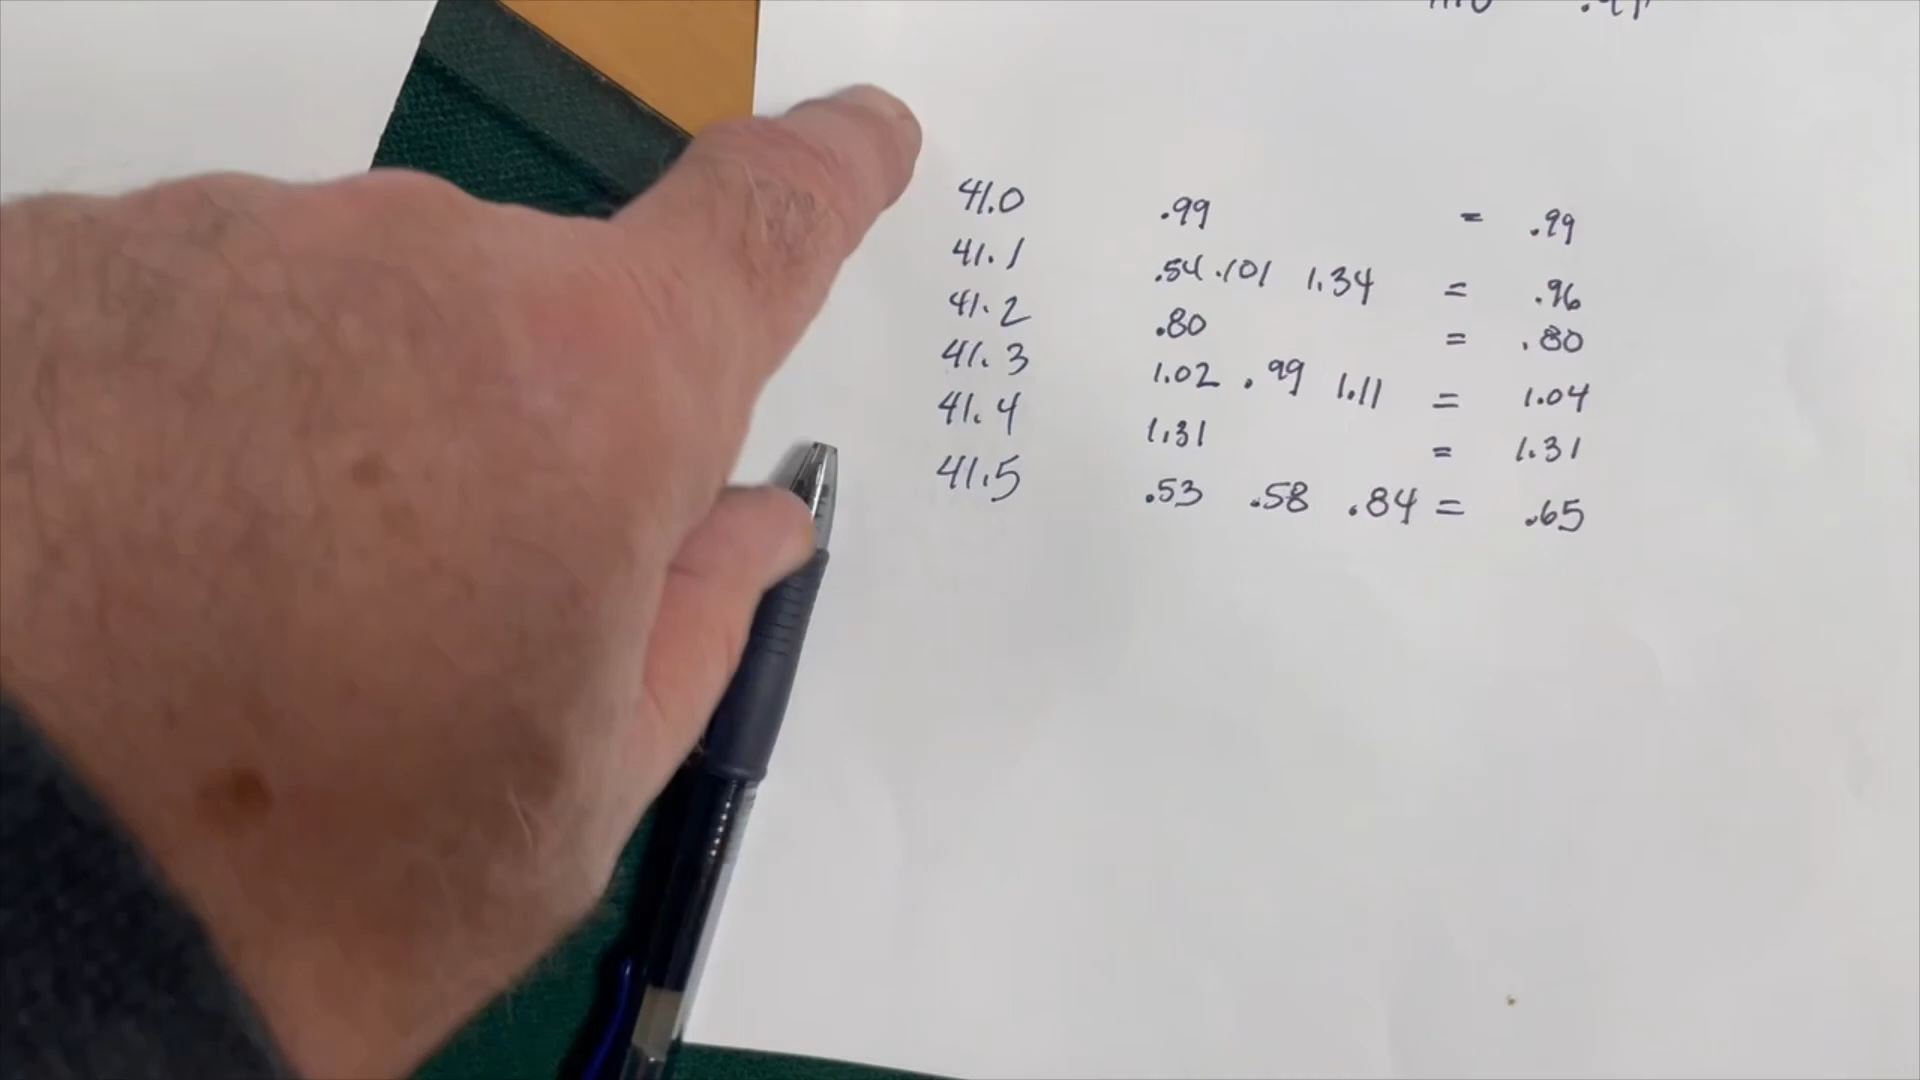 41.0 .99 = .99
41.1 .54 .101 1.34 = .96
41.2 .80 = .80
41.3 1.02 .99 1.11 = 1.04
41.4 1.31 = 1.31
41.5 .53 .58 .84 = .65